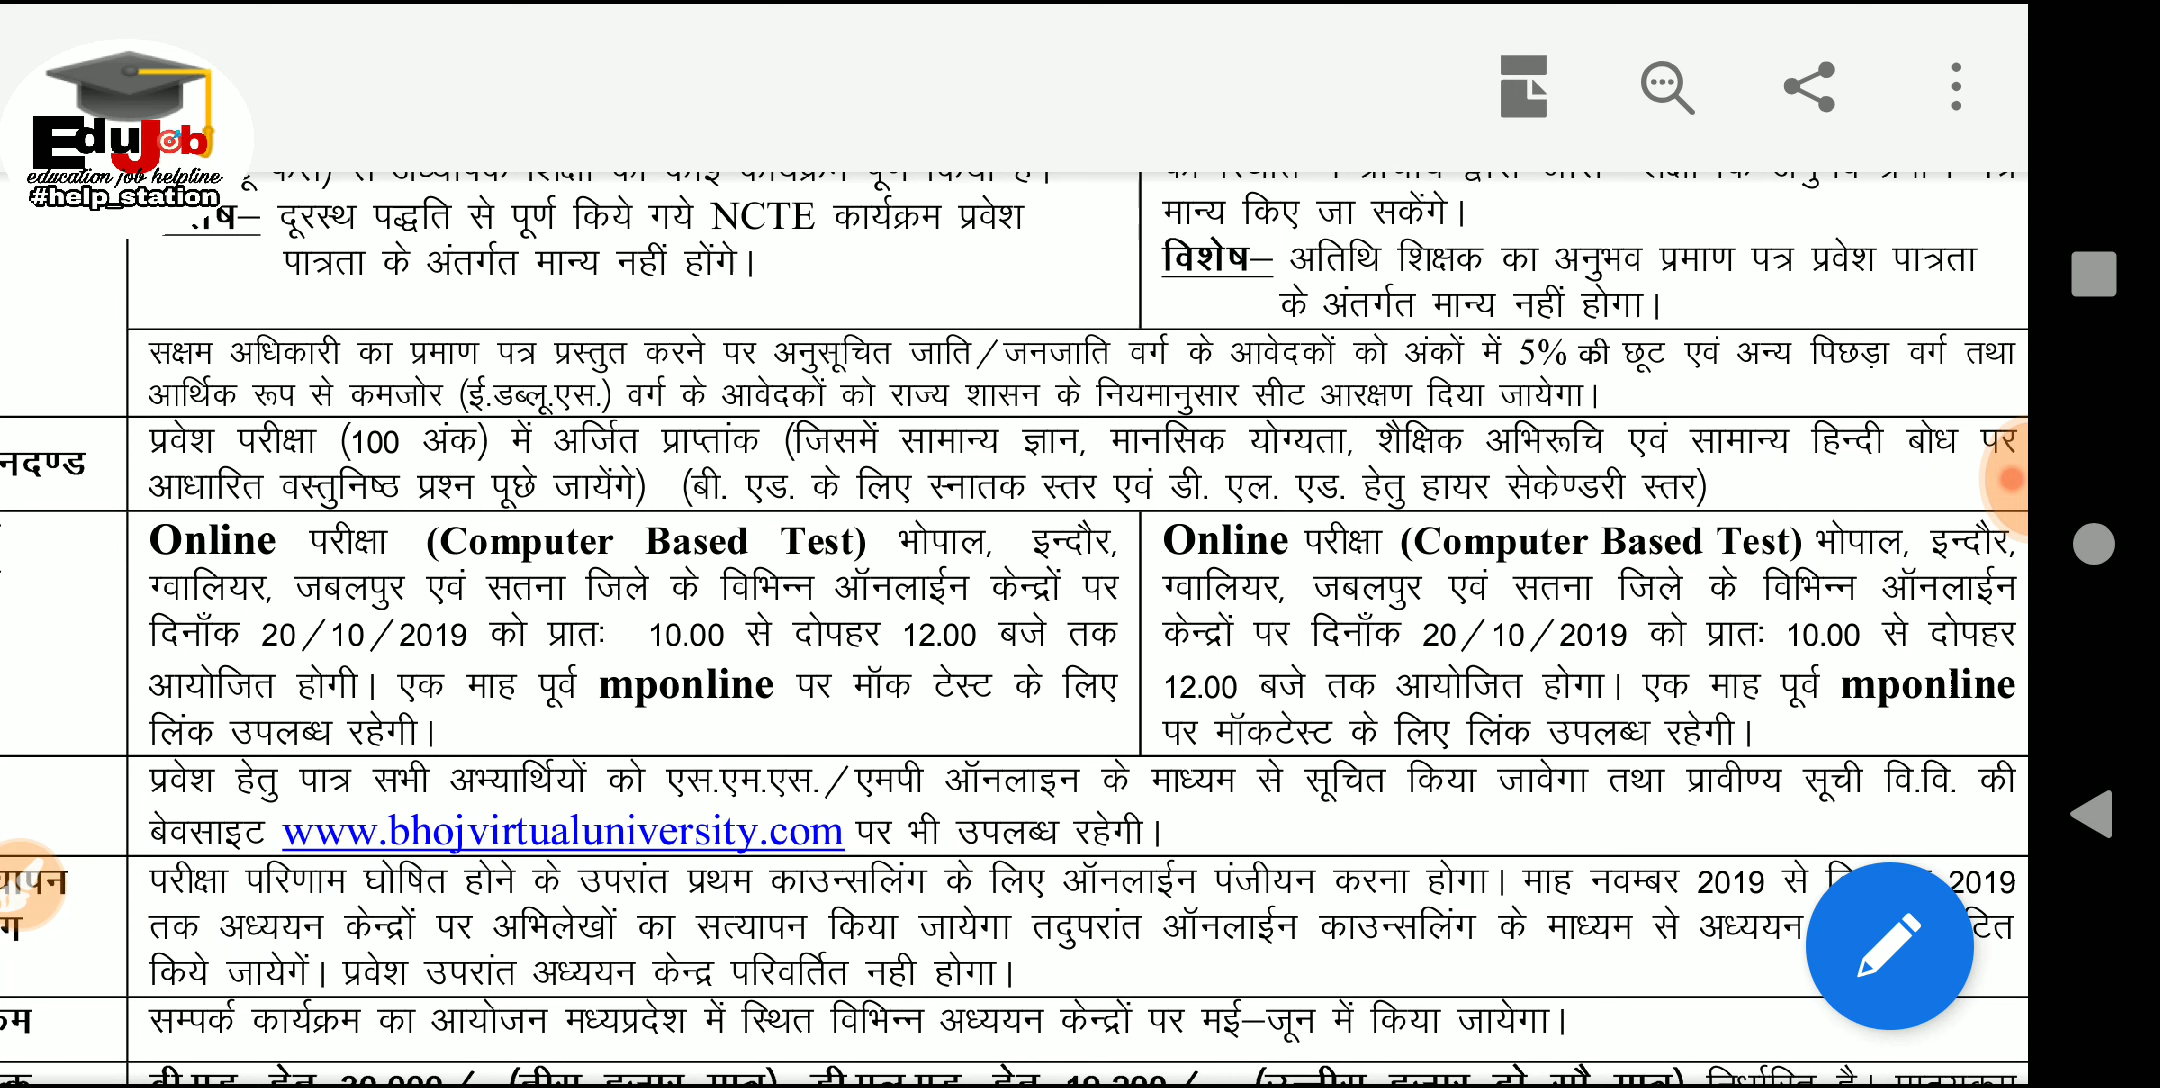 EduJob
education job helpline
#help_station
दूरस्थ पद्धति से पूर्ण किये गये NCTE कार्यक्रम प्रवेश
पात्रता के अंतर्गत मान्य नहीं होंगे।
मान्य किए जा सकेंगे।
विशेष– अतिथि शिक्षक का अनुभव प्रमाण पत्र प्रवेश पात्रता
के अंतर्गत मान्य नहीं होगा।
सक्षम अधिकारी का प्रमाण पत्र प्रस्तुत करने पर अनुसूचित जाति/जनजाति वर्ग के आवेदकों को अंकों में 5% की छूट एवं अन्य पिछड़ा वर्ग तथा
आर्थिक रूप से कमजोर (ई.डब्लू.एस.) वर्ग के आवेदकों को राज्य शासन के नियमानुसार सीट आरक्षण दिया जायेगा।
नदण्ड
प्रवेश परीक्षा (100 अंक) में अर्जित प्राप्तांक (जिसमें सामान्य ज्ञान, मानसिक योग्यता, शैक्षिक अभिरूचि एवं सामान्य हिन्दी बोध पर
आधारित वस्तुनिष्ठ प्रश्न पूछे जायेंगे) (बी. एड. के लिए स्नातक स्तर एवं डी. एल. एड. हेतु हायर सेकेण्डरी स्तर)
Online परीक्षा (Computer Based Test) भोपाल, इन्दौर,
ग्वालियर, जबलपुर एवं सतना जिले के विभिन्न ऑनलाईन केन्द्रों पर
दिनाँक 20/10/2019 को प्रातः 10.00 से दोपहर 12.00 बजे तक
आयोजित होगी। एक माह पूर्व mponline पर मॉक टेस्ट के लिए
लिंक उपलब्ध रहेगी।
Online परीक्षा (Computer Based Test) भोपाल, इन्दौर,
ग्वालियर, जबलपुर एवं सतना जिले के विभिन्न ऑनलाईन
केन्द्रों पर दिनाँक 20/10/2019 को प्रातः 10.00 से दोपहर
12.00 बजे तक आयोजित होगा। एक माह पूर्व mponline
पर मॉकटेस्ट के लिए लिंक उपलब्ध रहेगी।
प्रवेश हेतु पात्र सभी अभ्यार्थियों को एस.एम.एस./एमपी ऑनलाइन के माध्यम से सूचित किया जावेगा तथा प्रावीण्य सूची वि.वि. की
बेवसाइट www.bhojvirtualuniversity.com पर भी उपलब्ध रहेगी।
यापन
ग
परीक्षा परिणाम घोषित होने के उपरांत प्रथम काउन्सलिंग के लिए ऑनलाईन पंजीयन करना होगा। माह नवम्बर 2019 से 2019
तक अध्ययन केन्द्रों पर अभिलेखों का सत्यापन किया जायेगा तदुपरांत ऑनलाईन काउन्सलिंग के माध्यम से अध्ययन टित
किये जायेगें। प्रवेश उपरांत अध्ययन केन्द्र परिवर्तित नही होगा।
सम्पर्क कार्यक्रम का आयोजन मध्यप्रदेश में स्थित विभिन्न अध्ययन केन्द्रों पर मई–जून में किया जायेगा।